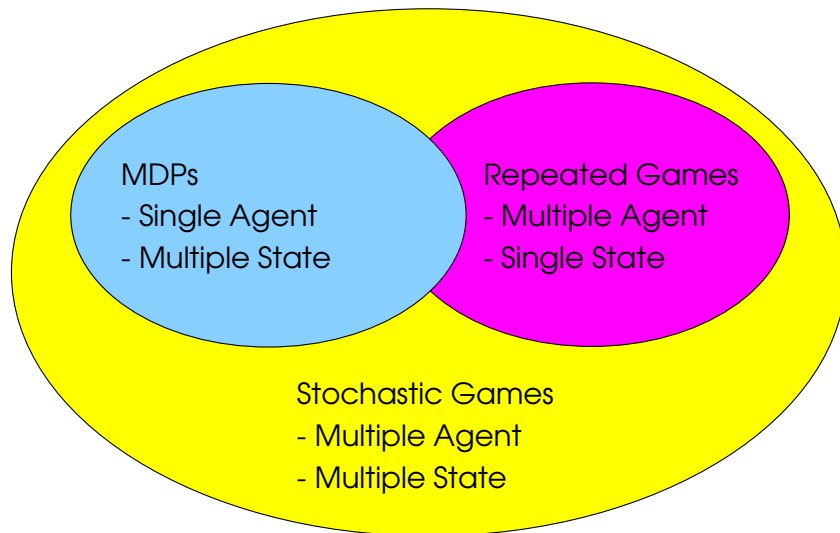 MDPs
- Single Agent
- Multiple State
Repeated Games
- Multiple Agent
- Single State
Stochastic Games
- Multiple Agent
- Multiple State